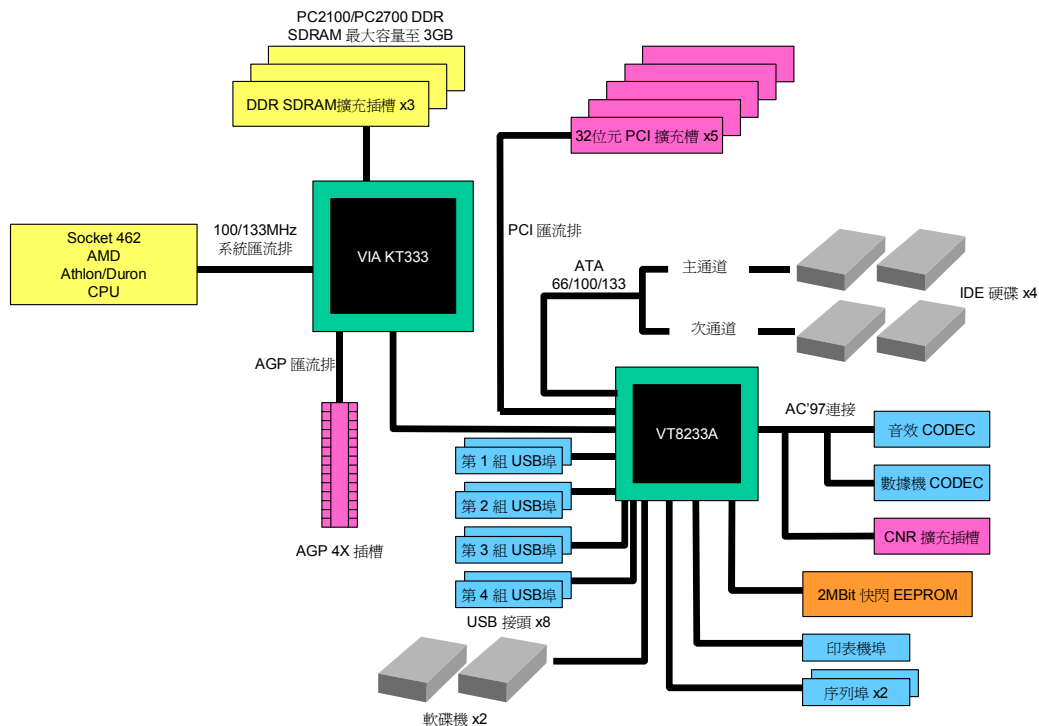 PC2100/PC2700 DDR
SDRAM 最大容量至 3GB
DDR SDRAM擴充插槽 x3
32位元 PCI 擴充槽 x5
Socket 462
AMD
Athlon/Duron
CPU
100/133MHz
系統匯流排
VIA KT333
PCI 匯流排
ATA
66/100/133
主通道
次通道
IDE 硬碟 x4
AGP 匯流排
AGP 4X 插槽
VT8233A
AC'97連接
音效 CODEC
數據機 CODEC
CNR 擴充插槽
第 1 組 USB埠
第 2 組 USB埠
第 3 組 USB埠
第 4 組 USB埠
USB 接頭 x8
2MBit 快閃 EEPROM
印表機埠
序列埠 x2
軟碟機 x2